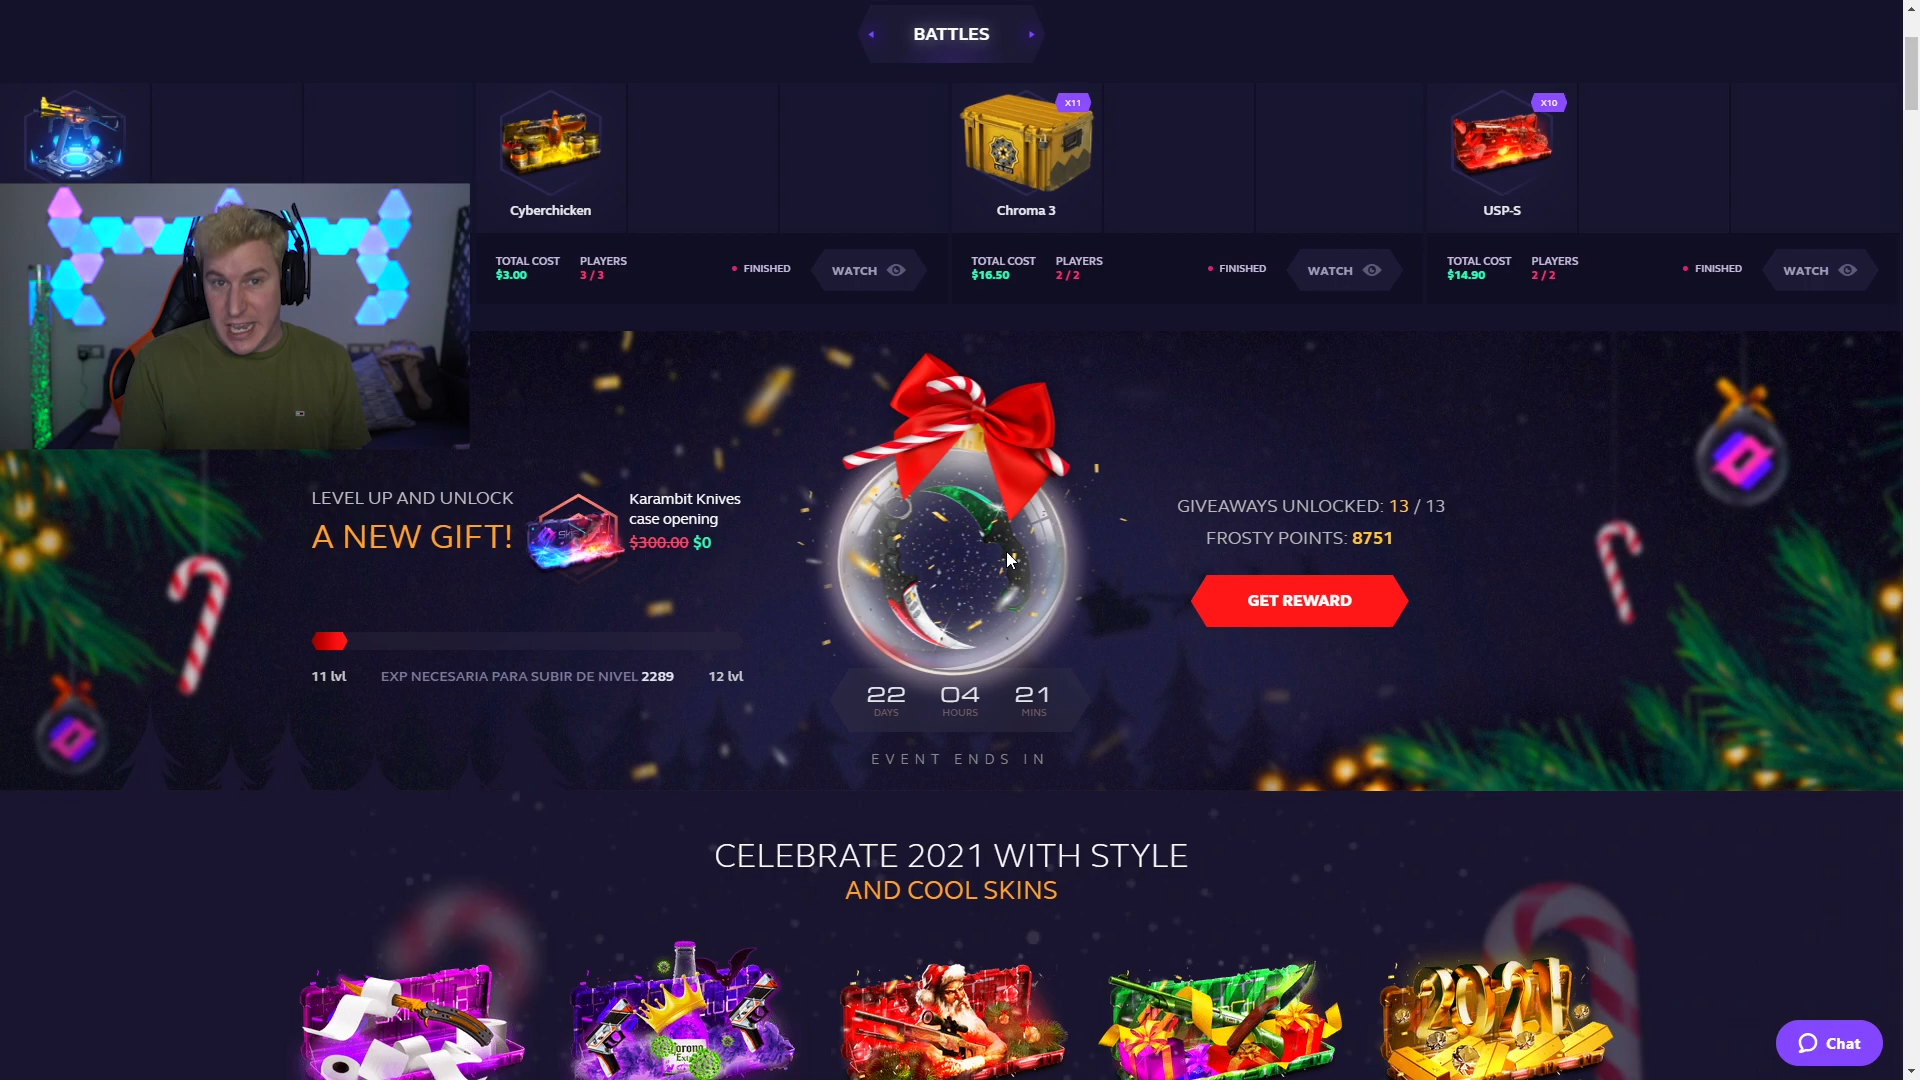 BATTLES
X11
X10
Cyberchicken
Chroma 3
USP-S
TOTAL COST
PLAYERS
$3.00
3 / 3
FINISHED
WATCH
TOTAL COST
PLAYERS
$16.50
2 / 2
FINISHED
WATCH
TOTAL COST
PLAYERS
$14.90
2 / 2
FINISHED
WATCH
LEVEL UP AND UNLOCK
A NEW GIFT!
Karambit Knives
case opening
$300.00 $0
GIVEAWAYS UNLOCKED: 13 / 13
FROSTY POINTS: 8751
GET REWARD
11 lvl
EXP NECESARIA PARA SUBIR DE NIVEL 2289
12 lvl
22 04 21
DAYS HOURS MINS
EVENT ENDS IN
CELEBRATE 2021 WITH STYLE
AND COOL SKINS
2021
Chat